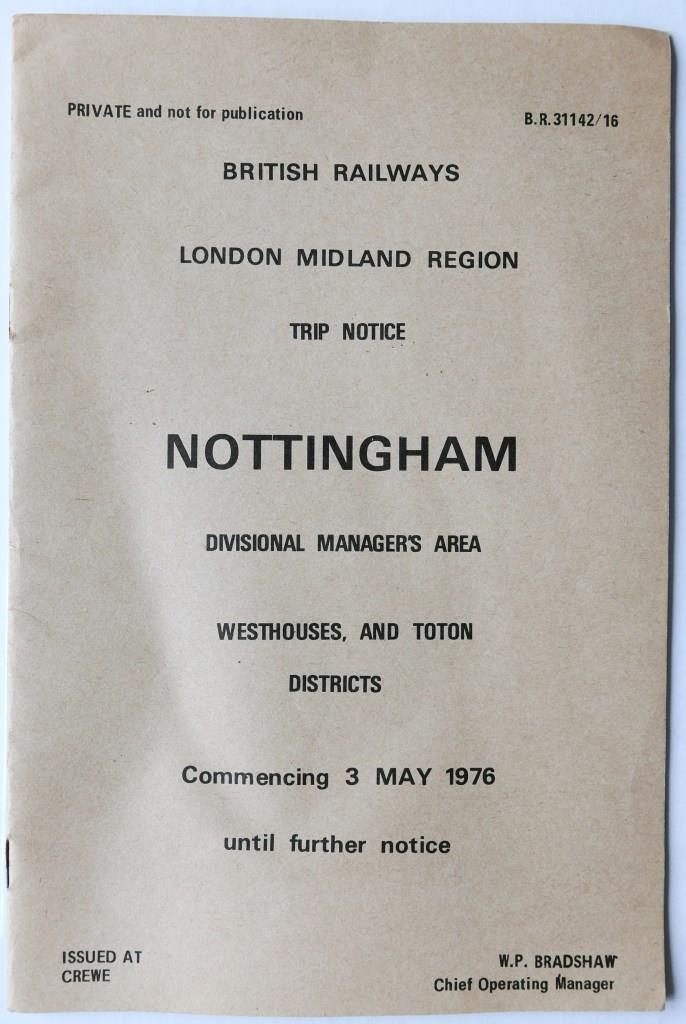 PRIVATE and not for publication
B.R.31142/16
BRITISH RAILWAYS
LONDON MIDLAND REGION
TRIP NOTICE
NOTTINGHAM
DIVISIONAL MANAGER'S AREA
WESTHOUSES, AND TOTON
DISTRICTS
Commencing 3 MAY 1976
until further notice
ISSUED AT
CREWE
W.P. BRADSHAW
Chief Operating Manager